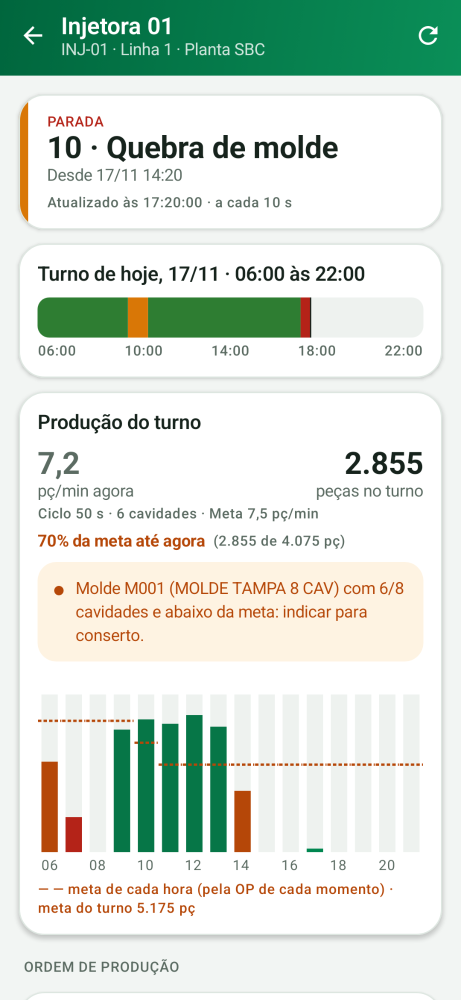 Injetora 01
INJ-01 · Linha 1 · Planta SBC
PARADA
10 · Quebra de molde
Desde 17/11 14:20
Atualizado às 17:20:00 · a cada 10 s
Turno de hoje, 17/11 · 06:00 às 22:00
06:00 10:00 14:00 18:00 22:00
Produção do turno
7,2 2.855
pç/min agora peças no turno
Ciclo 50 s · 6 cavidades · Meta 7,5 pç/min
70% da meta até agora (2.855 de 4.075 pç)
Molde M001 (MOLDE TAMPA 8 CAV) com 6/8
cavidades e abaixo da meta: indicar para
conserto.
06 08 10 12 14 16 18 20
— — meta de cada hora (pela OP de cada momento) ·
meta do turno 5.175 pç
ORDEM DE PRODUÇÃO